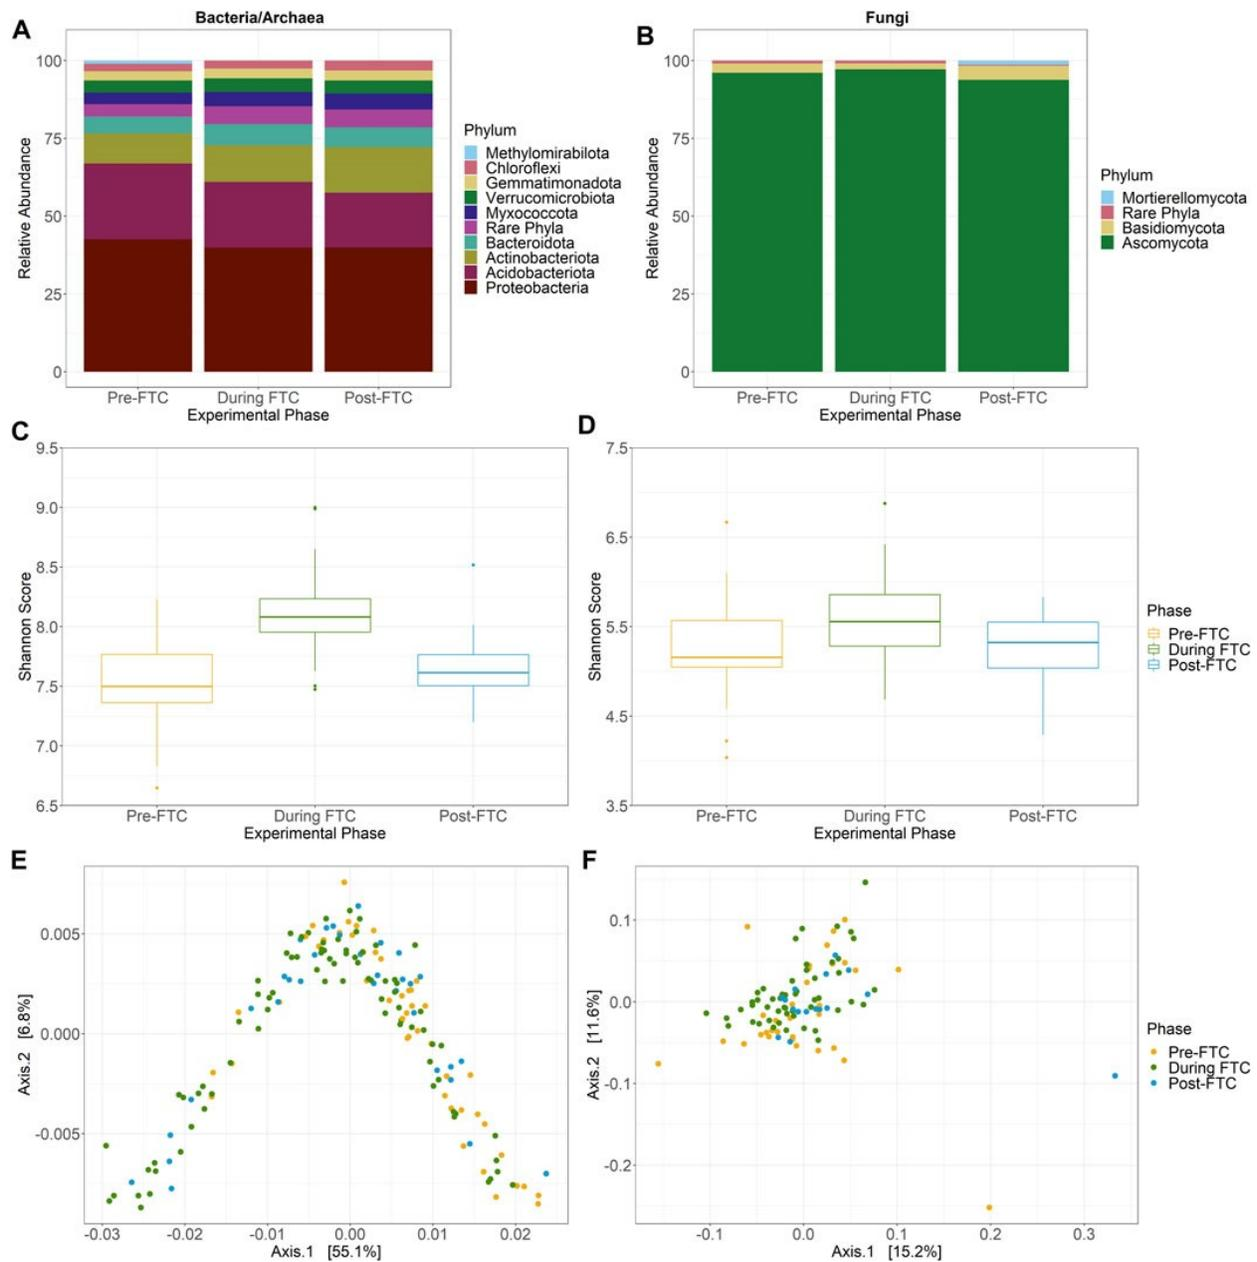 A
Bacteria/Archaea
Relative Abundance
100
75
50
25
0
Pre-FTC During FTC Post-FTC
Experimental Phase
Phylum
Methylomirabilota
Chloroflexi
Gemmatimonadota
Verrucomicrobiota
Myxococcota
Rare Phyla
Bacteroidota
Actinobacteriota
Acidobacteriota
Proteobacteria
B
Fungi
Relative Abundance
100
75
50
25
0
Pre-FTC During FTC Post-FTC
Experimental Phase
Phylum
Mortierellomycota
Rare Phyla
Basidiomycota
Ascomycota
C
Shannon Score
9.5
9.0
8.5
8.0
7.5
7.0
6.5
Pre-FTC During FTC Post-FTC
Experimental Phase
D
Shannon Score
7.5
6.5
5.5
4.5
3.5
Pre-FTC During FTC Post-FTC
Experimental Phase
Phase
Pre-FTC
During FTC
Post-FTC
E
Axis.2 [6.8%]
0.005
0.000
-0.005
-0.03 -0.02 -0.01 0.00 0.01 0.02
Axis.1 [55.1%]
F
Axis.2 [11.6%]
0.1
0.0
-0.1
-0.2
-0.1 0.0 0.1 0.2 0.3
Axis.1 [15.2%]
Phase
Pre-FTC
During FTC
Post-FTC